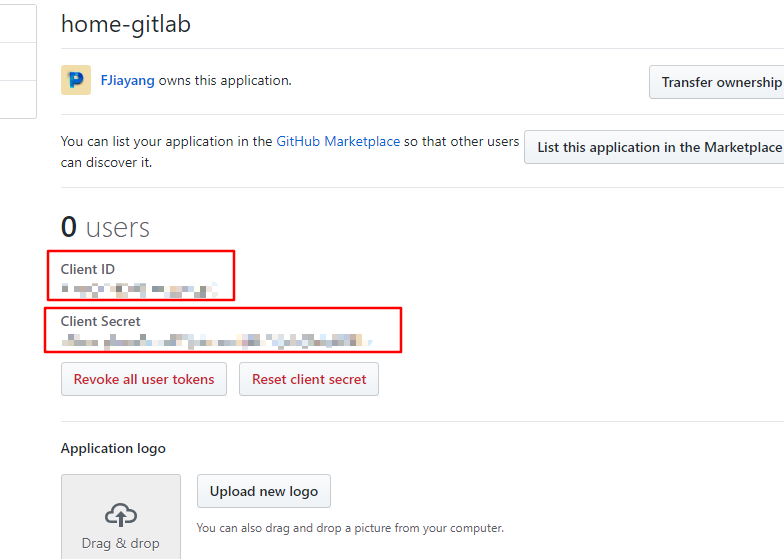 home-gitlab
FJiayang owns this application.
Transfer ownership
You can list your application in the GitHub Marketplace so that other users
can discover it.
List this application in the Marketplace
0 users
Client ID
Client Secret
Revoke all user tokens
Reset client secret
Application logo
Upload new logo
You can also drag and drop a picture from your computer.
Drag & drop